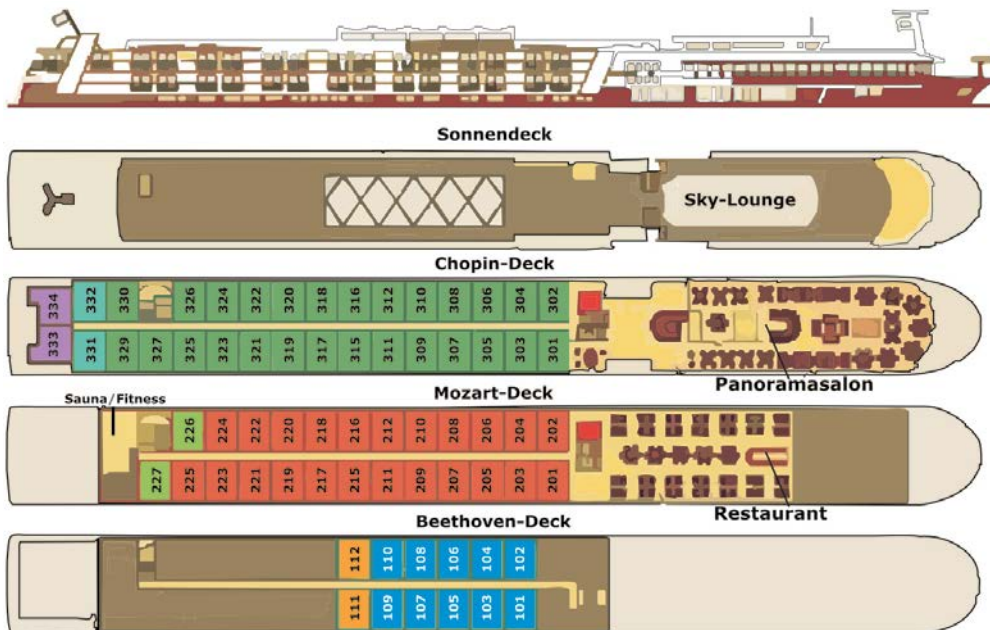 Sonnendeck
Sky-Lounge
Chopin-Deck
334 332 330 326 324 322 320 318 316 312 310 308 306 304 302
333 331 329 327 325 323 321 319 317 315 311 309 307 305 303 301
Panoramasalon
Mozart-Deck
Sauna/Fitness
226 224 222 220 218 216 212 210 208 206 204 202
227 225 223 221 219 217 215 211 209 207 205 203 201
Restaurant
Beethoven-Deck
112 110 108 106 104 102
111 109 107 105 103 101